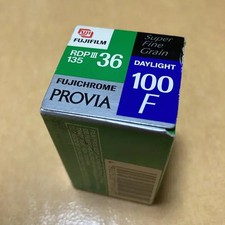 FUJIFILM
Super
Fine
Grain
RDP III
135
36
DAYLIGHT
FUJICHROME
PROVIA
100
F